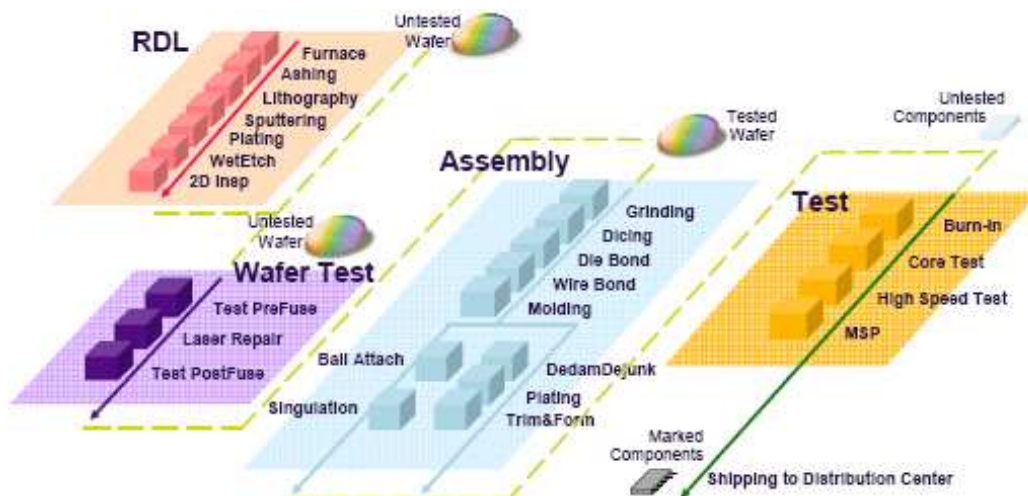 RDL
Untested
Wafer
Furnace
Ashing
Lithography
Sputtering
Plating
WetEtch
2D Insp
Untested
Wafer
Wafer Test
Test PreFuse
Laser Repair
Test PostFuse
Assembly
Tested
Wafer
Grinding
Dicing
Die Bond
Wire Bond
Molding
Ball Attach
Singulation
DedamDejunk
Plating
Trim&Form
Untested
Components
Test
Burn-In
Core Test
High Speed Test
MSP
Marked
Components
Shipping to Distribution Center